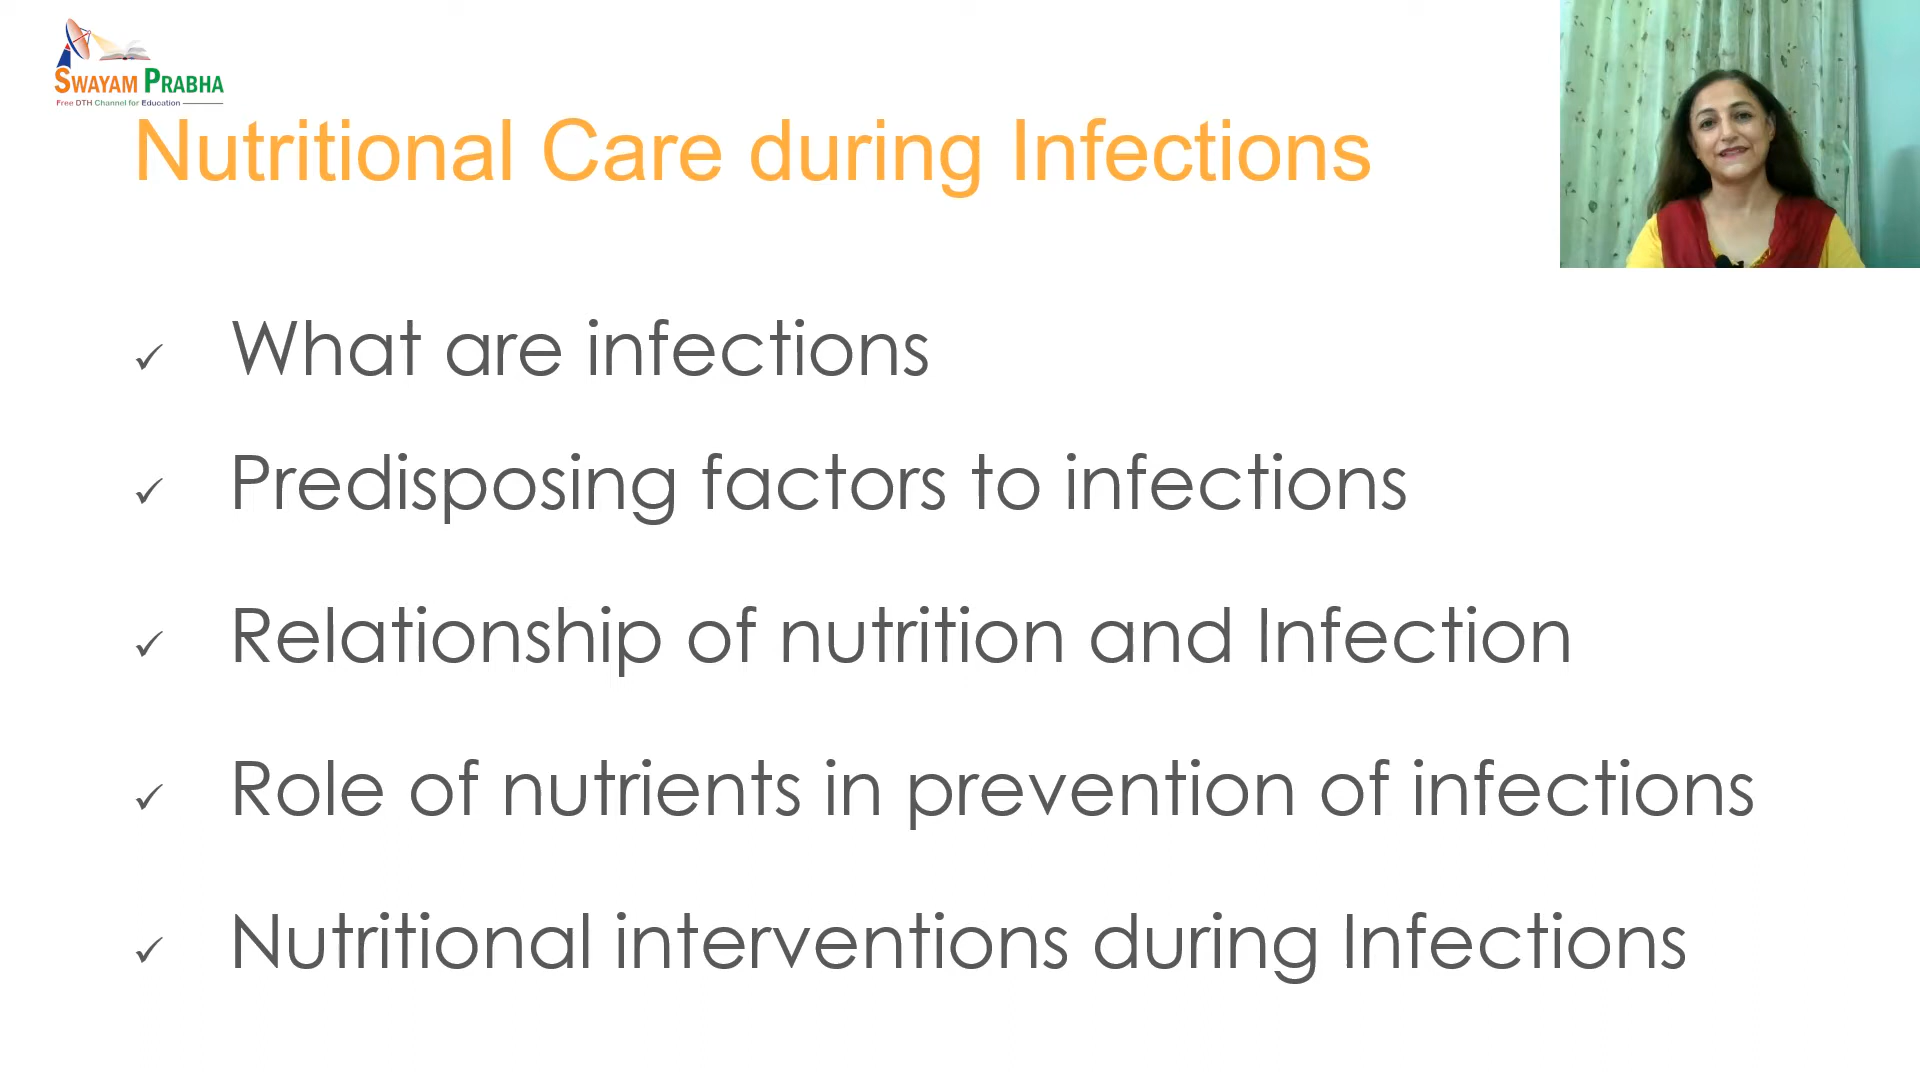 SWAYAM PRABHA
Free DTH Channel for Education
Nutritional Care during Infections
✓ What are infections
✓ Predisposing factors to infections
✓ Relationship of nutrition and Infection
✓ Role of nutrients in prevention of infections
✓ Nutritional interventions during Infections